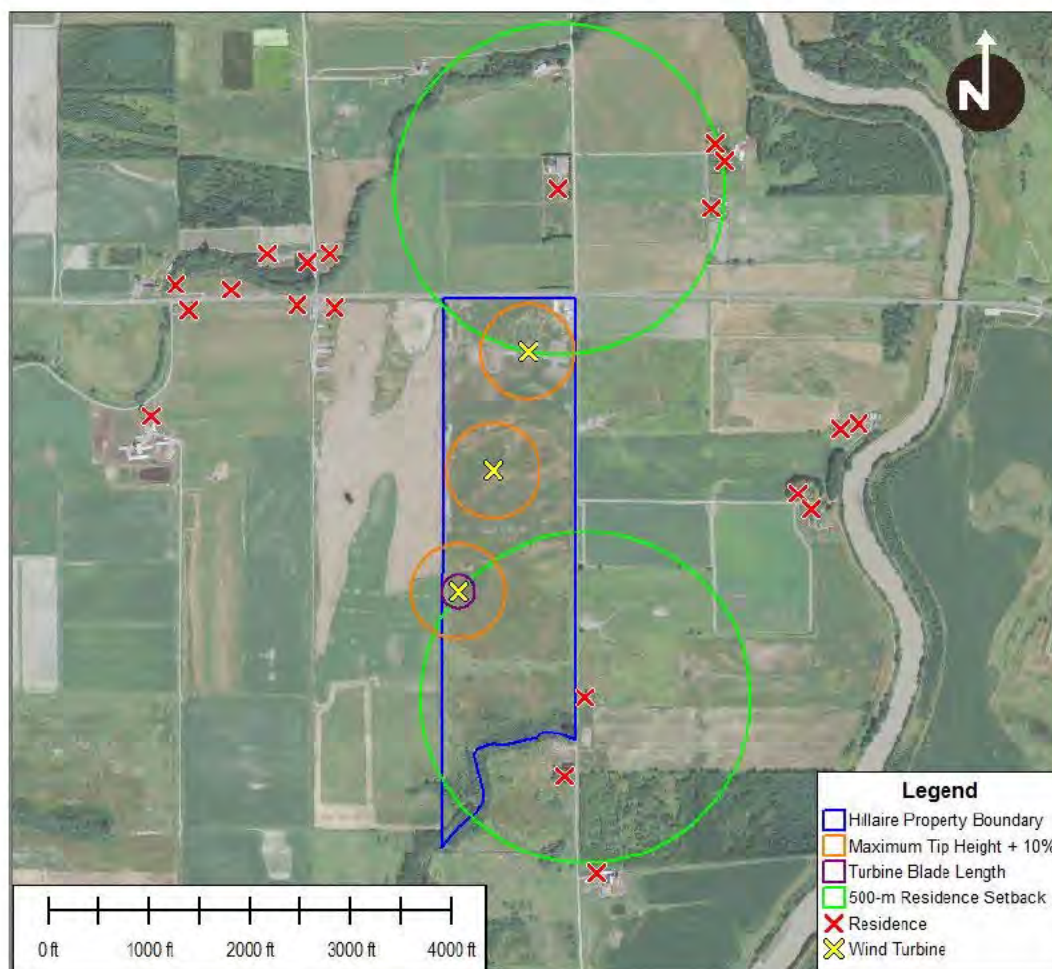 N
Legend
Hillaire Property Boundary
Maximum Tip Height + 10%
Turbine Blade Length
500-m Residence Setback
Residence
Wind Turbine
0 ft 1000 ft 2000 ft 3000 ft 4000 ft